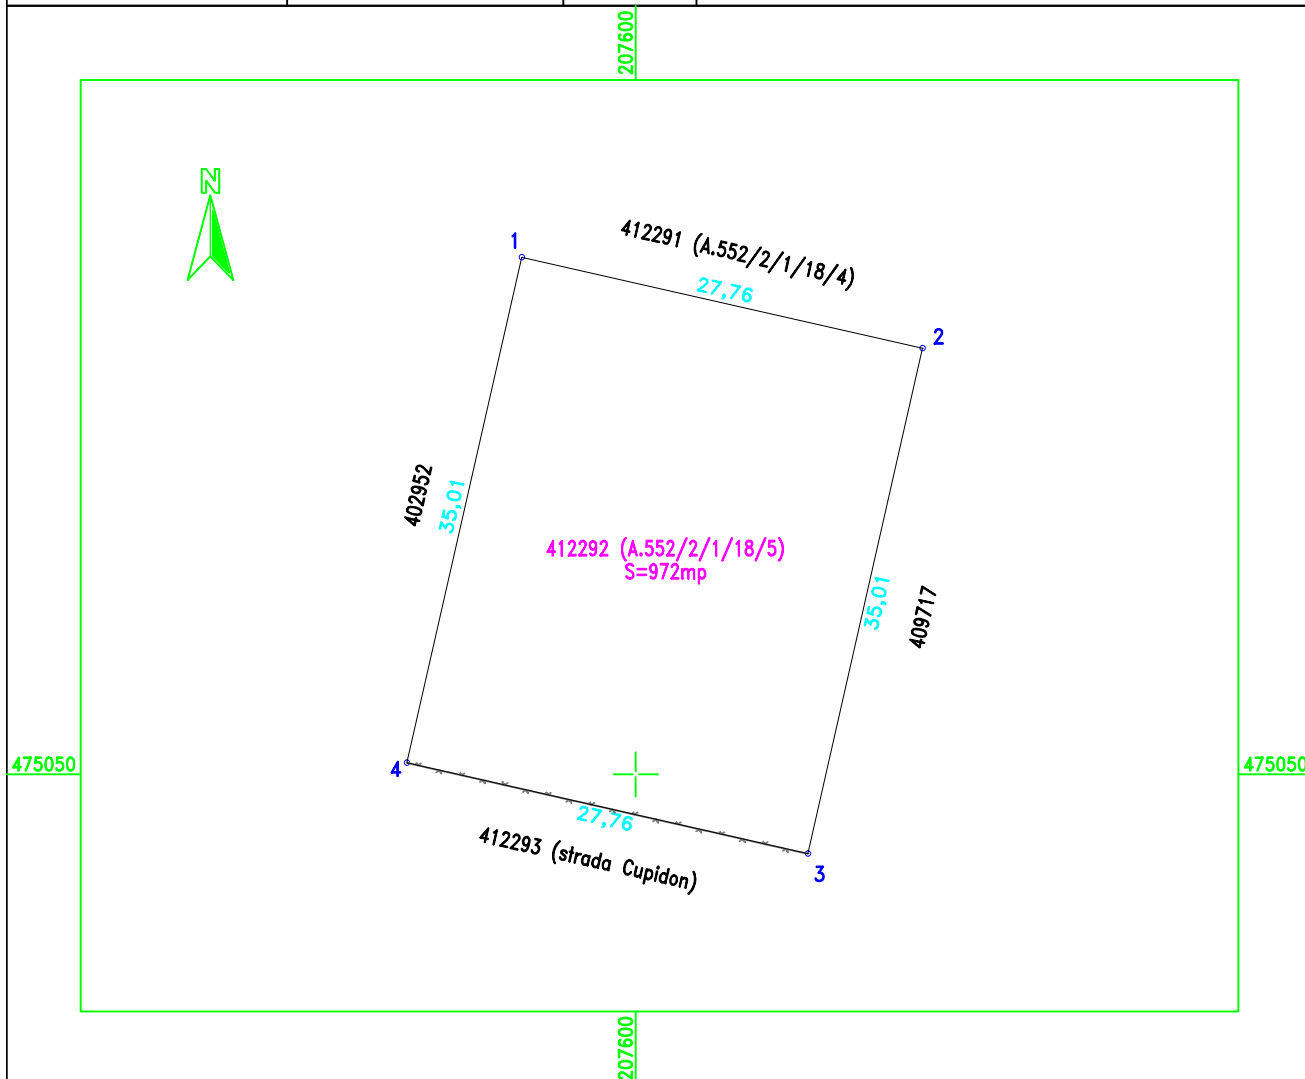 207600
N
412291 (A.552/2/1/18/4)
1
27,76
2
402952
35,01
412292 (A.552/2/1/18/5)
S=972mp
35,01
409717
475050
475050
4
27,76
412293 (strada Cupidon)
3
207600